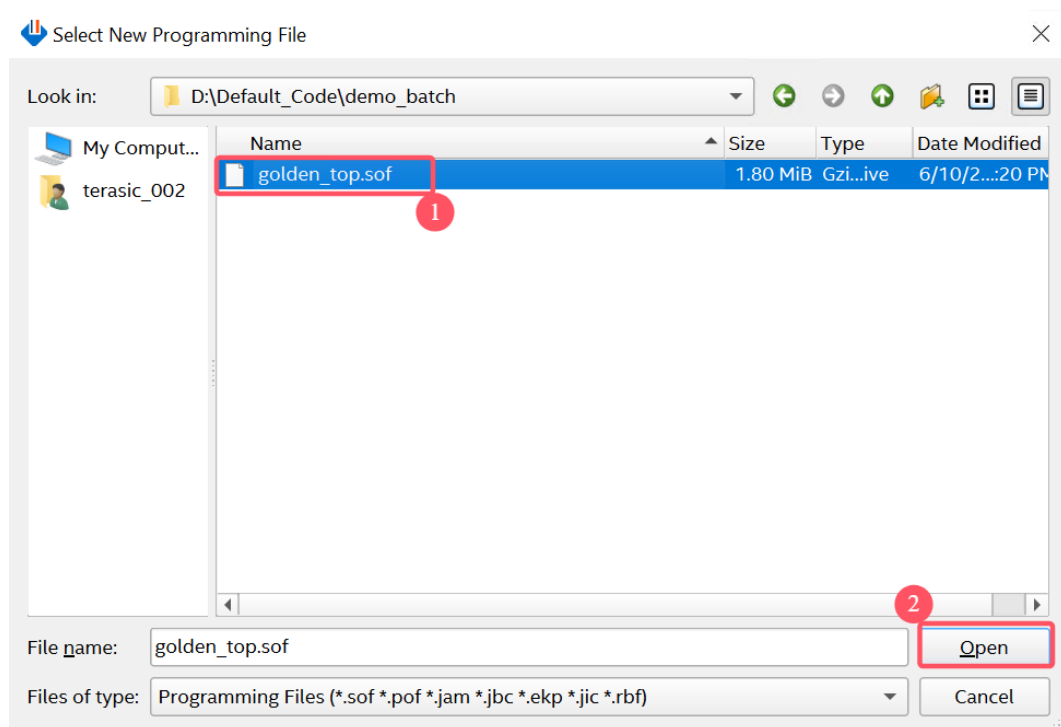 Select New Programming File
Look in: D:\Default_Code\demo_batch
My Comput...
terasic_002
Name Size Type Date Modified
golden_top.sof 1.80 MiB Gzi...ive 6/10/2...:20 PM
1
2
File name: golden_top.sof Open
Files of type: Programming Files (*.sof *.pof *.jam *.jbc *.ekp *.jic *.rbf) Cancel